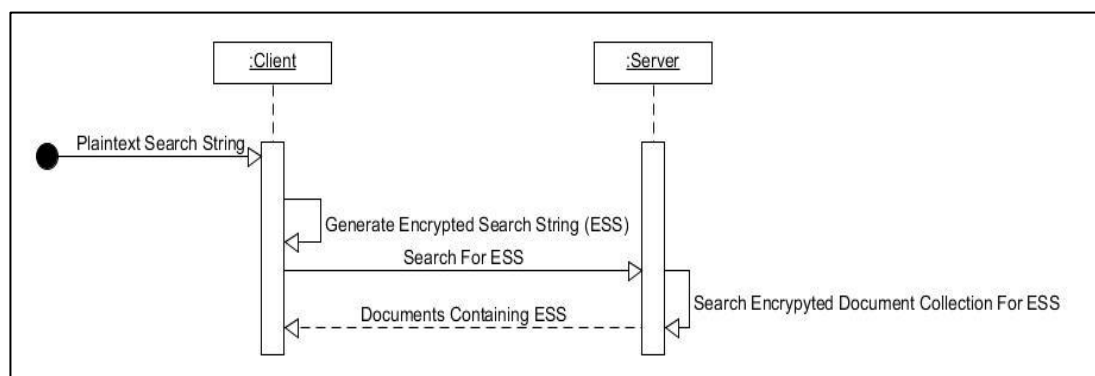 :Client
:Server
Plaintext Search String
Generate Encrypted Search String (ESS)
Search For ESS
Search Encrypyted Document Collection For ESS
Documents Containing ESS